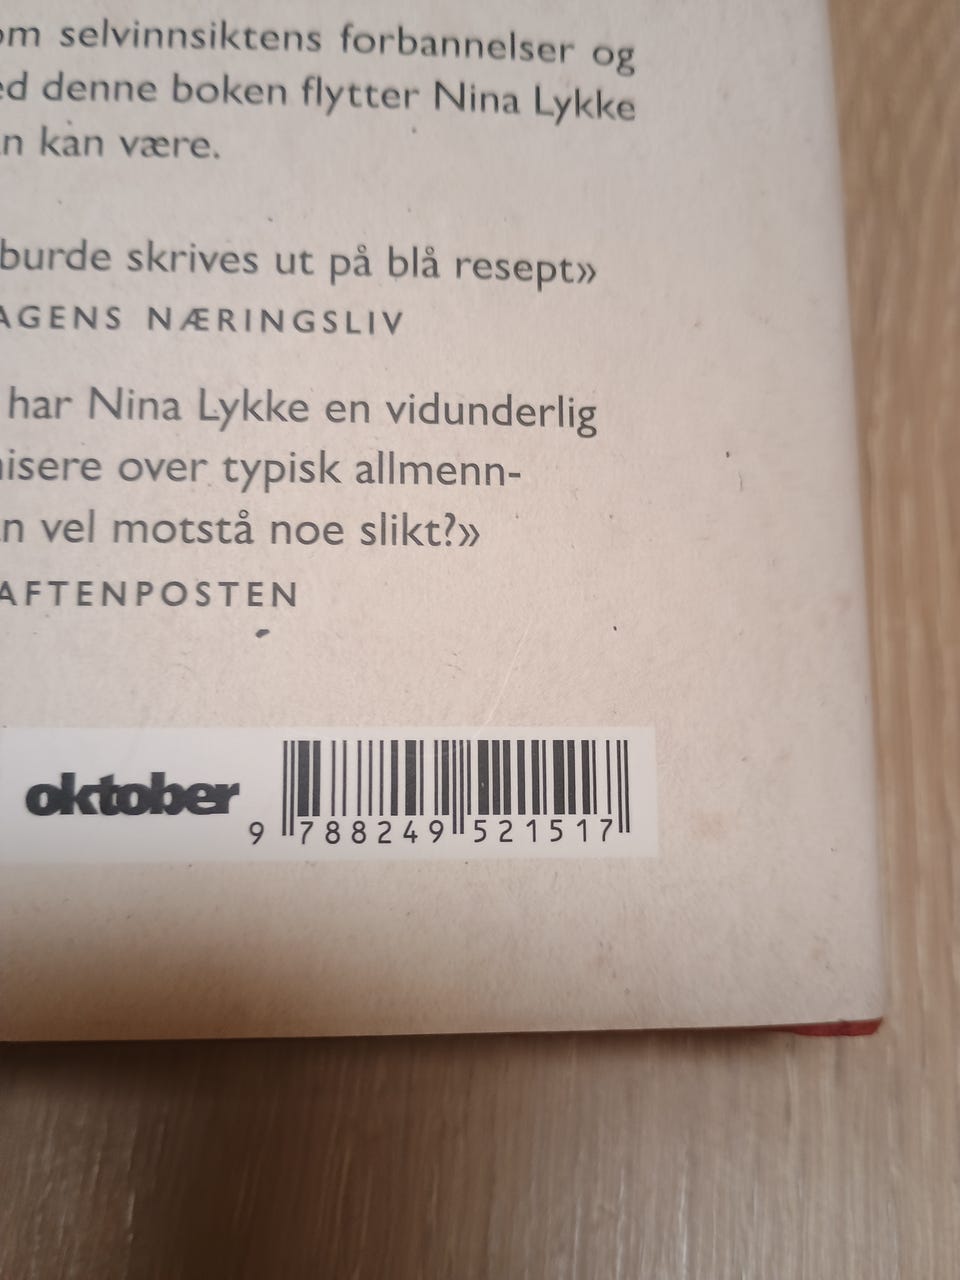 om selvinnsiktens forbannelser og
ed denne boken flytter Nina Lykke
n kan være.
burde skrives ut på blå resept»
AGENS NÆRINGSLIV
har Nina Lykke en vidunderlig
isere over typisk allmenn-
n vel motstå noe slikt?»
AFTENPOSTEN
oktober
9 788249 521517